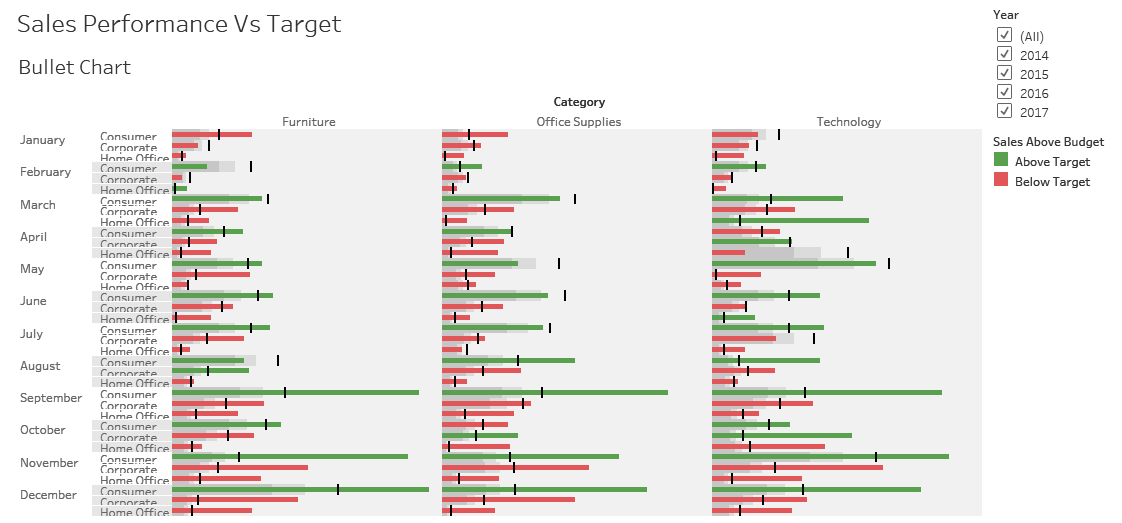 Sales Performance Vs Target
Bullet Chart
Year
(All)
2014
2015
2016
2017
Sales Above Budget
Above Target
Below Target
Category
Furniture
Office Supplies
Technology
January
Consumer
Corporate
Home Office
February
Consumer
Corporate
Home Office
March
Consumer
Corporate
Home Office
April
Consumer
Corporate
Home Office
May
Consumer
Corporate
Home Office
June
Consumer
Corporate
Home Office
July
Consumer
Corporate
Home Office
August
Consumer
Corporate
Home Office
September
Consumer
Corporate
Home Office
October
Consumer
Corporate
Home Office
November
Consumer
Corporate
Home Office
December
Consumer
Corporate
Home Office